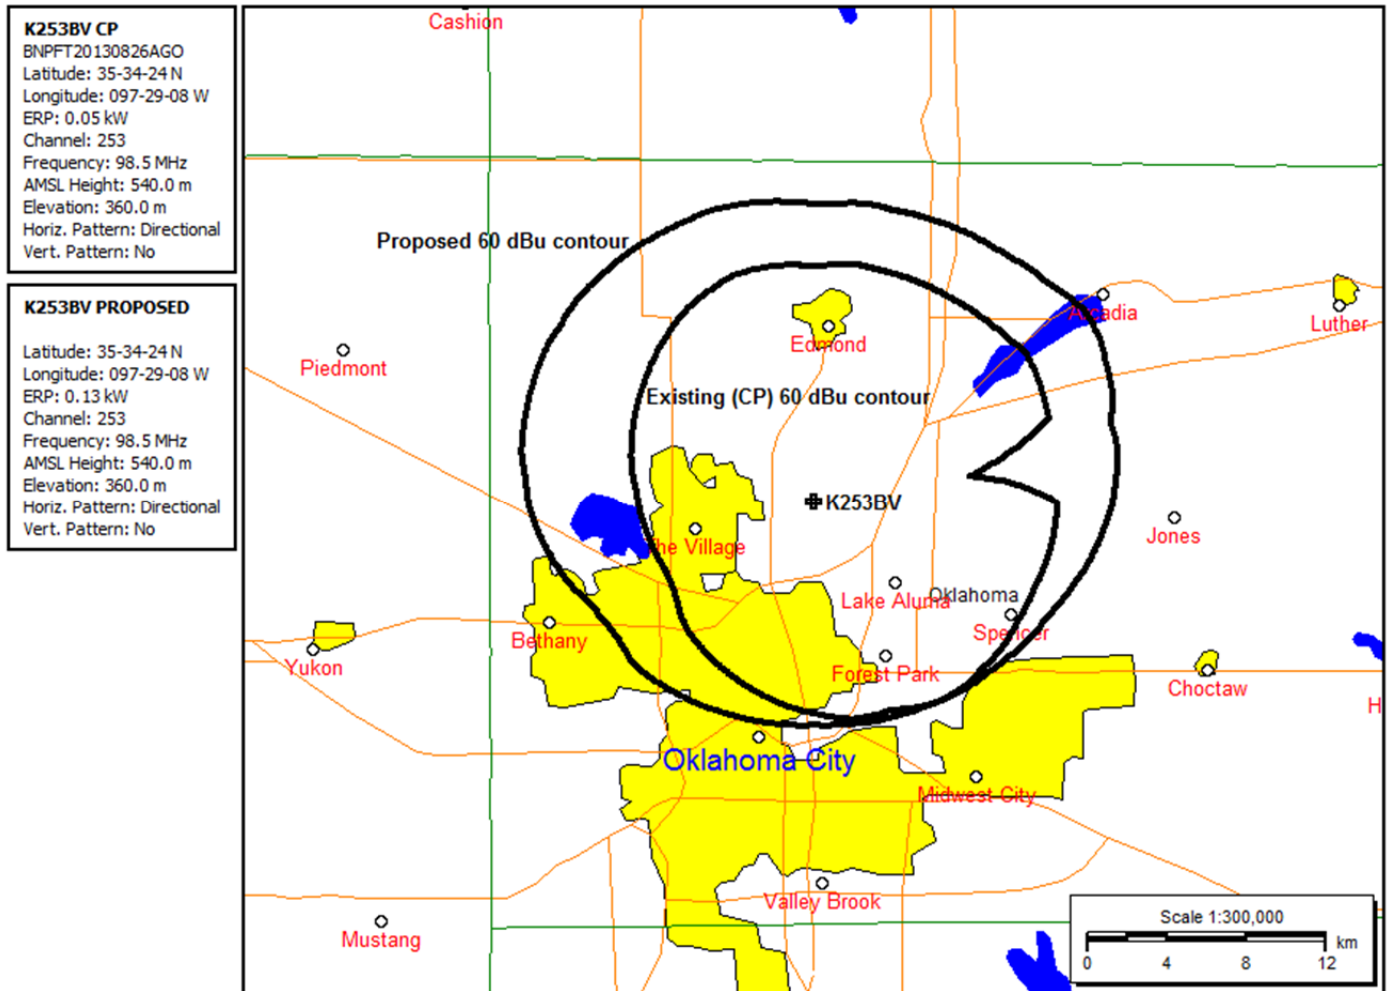 K253BV CP
BNPFT20130826AGO
Latitude: 35-34-24 N
Longitude: 097-29-08 W
ERP: 0.05 kW
Channel: 253
Frequency: 98.5 MHz
AMSL Height: 540.0 m
Elevation: 360.0 m
Horiz. Pattern: Directional
Vert. Pattern: No
K253BV PROPOSED
Latitude: 35-34-24 N
Longitude: 097-29-08 W
ERP: 0.13 kW
Channel: 253
Frequency: 98.5 MHz
AMSL Height: 540.0 m
Elevation: 360.0 m
Horiz. Pattern: Directional
Vert. Pattern: No
Cashion
Proposed 60 dBu contour
Arcadia
Luther
Edmond
Piedmont
Existing (CP) 60 dBu contour
K253BV
Jones
The Village
Lake Aluma
Oklahoma
Spencer
Bethany
Yukon
Forest Park
Choctaw
H
Oklahoma City
Midwest City
Valley Brook
Mustang
Scale 1:300,000
km
0 4 8 12